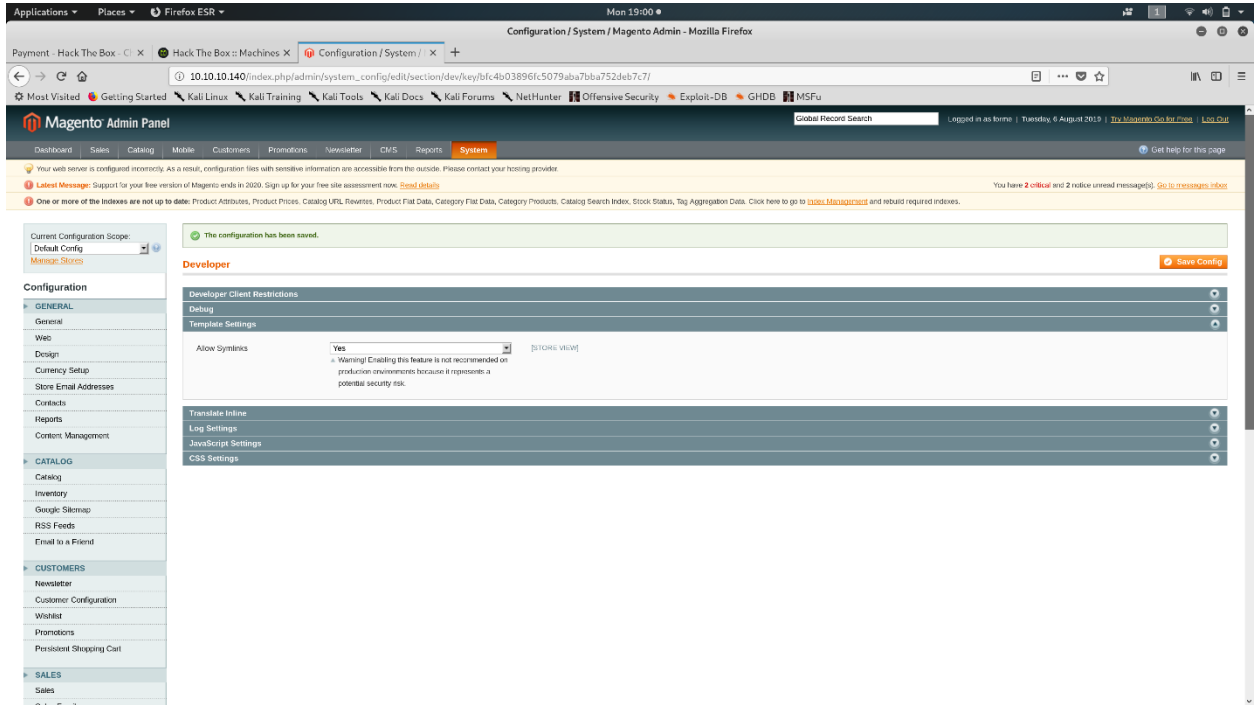 Applications Places Firefox ESR Mon 19:00 1
Configuration / System / Magento Admin - Mozilla Firefox
Payment - Hack The Box - C Hack The Box :: Machines Configuration / System /
10.10.10.140/index.php/admin/system_config/edit/section/dev/key/bfc4b03896fc5079aba7bba752deb7c7/
Most Visited Getting Started Kali Linux Kali Training Kali Tools Kali Docs Kali Forums NetHunter Offensive Security Exploit-DB GHDB MSFu
Magento Admin Panel
Global Record Search
Logged in as forme | Tuesday, 6 August 2019 | Try Magento Go for Free | Log Out
Dashboard Sales Catalog Mobile Customers Promotions Newsletter CMS Reports System Get help for this page
Your web server is configured incorrectly. As a result, configuration files with sensitive information are accessible from the outside. Please contact your hosting provider.
Latest Message: Support for your free version of Magento ends in 2020. Sign up for your free site assessment now. Read details You have 2 critical and 2 notice unread message(s). Go to messages inbox
One or more of the Indexes are not up to date: Product Attributes, Product Prices, Catalog URL Rewrites, Product Flat Data, Category Flat Data, Category Products, Catalog Search Index, Stock Status, Tag Aggregation Data. Click here to go to Index Management and rebuild required indexes.
Current Configuration Scope:
Default Config
Manage Stores
Configuration
GENERAL
General
Web
Design
Currency Setup
Store Email Addresses
Contacts
Reports
Content Management
CATALOG
Catalog
Inventory
Google Sitemap
RSS Feeds
Email to a Friend
CUSTOMERS
Newsletter
Customer Configuration
Wishlist
Promotions
Persistent Shopping Cart
SALES
Sales
The configuration has been saved.
Developer Save Config
Developer Client Restrictions
Debug
Template Settings
Allow Symlinks Yes [STORE VIEW]
Warning! Enabling this feature is not recommended on
production environments because it represents a
potential security risk.
Translate Inline
Log Settings
JavaScript Settings
CSS Settings